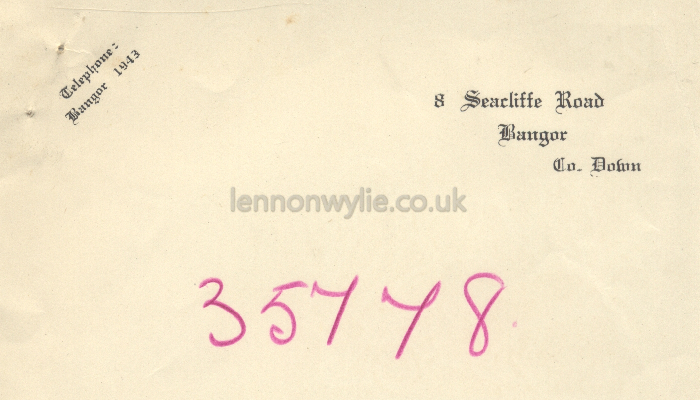 Telephone:
Bangor 1943
8 Seacliffe Road
Bangor
Co. Down
lennonwylie.co.uk
35778.